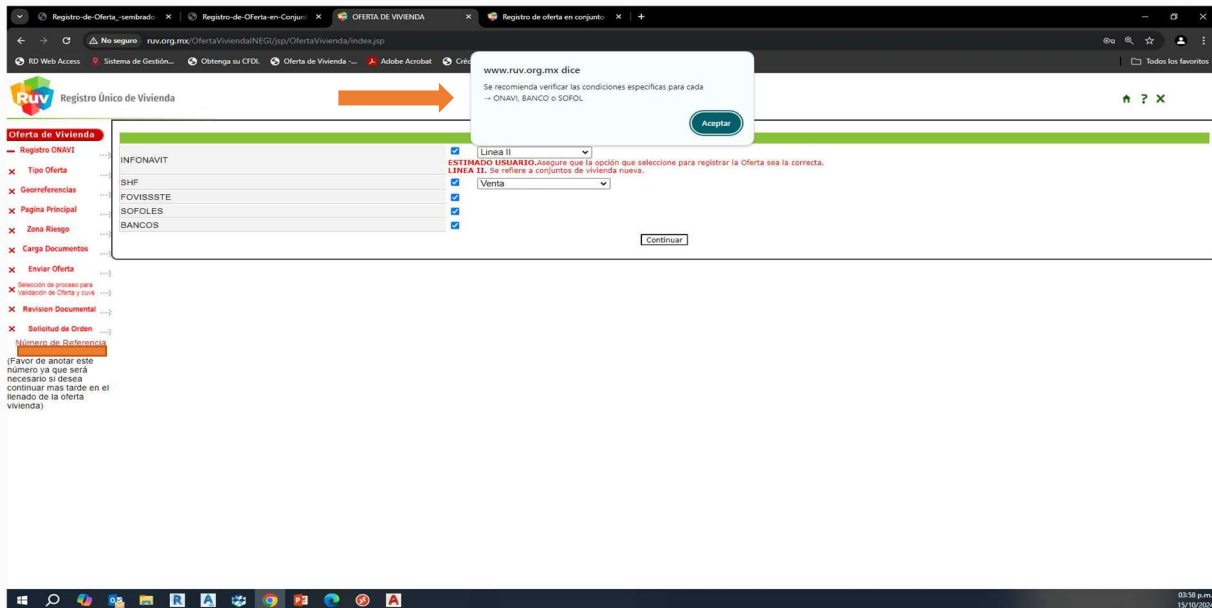 Registro-de-Oferta_-sembrado-
Registro-de-OFerta-en-Conjun
OFERTA DE VIVIENDA
Registro de oferta en conjunto
No seguro ruv.org.mx/OfertaViviendaINEGI/jsp/OfertaVivienda/index.jsp
RD Web Access
Sistema de Gestión...
Obtenga su CFDI.
Oferta de Vivienda -...
Adobe Acrobat
Créd
Todos los favoritos
www.ruv.org.mx dice
Se recomienda verificar las condiciones especificas para cada
→ ONAVI, BANCO o SOFOL
Aceptar
Ruv Registro Único de Vivienda
Oferta de Vivienda
Registro ONAVI
Tipo Oferta
Georreferencias
Pagina Principal
Zona Riesgo
Carga Documentos
Enviar Oferta
Selección de proceso para
Validación de Oferta y cuvs
Revision Documental
Solicitud de Orden
Número de Referencia
(Favor de anotar este
número ya que será
necesario si desea
continuar mas tarde en el
llenado de la oferta
vivienda)
INFONAVIT
Linea II
ESTIMADO USUARIO.Asegure que la opción que seleccione para registrar la Oferta sea la correcta.
LINEA II. Se refiere a conjuntos de vivienda nueva.
SHF
Venta
FOVISSSTE
SOFOLES
BANCOS
Continuar
03:58 p.m.
15/10/2024